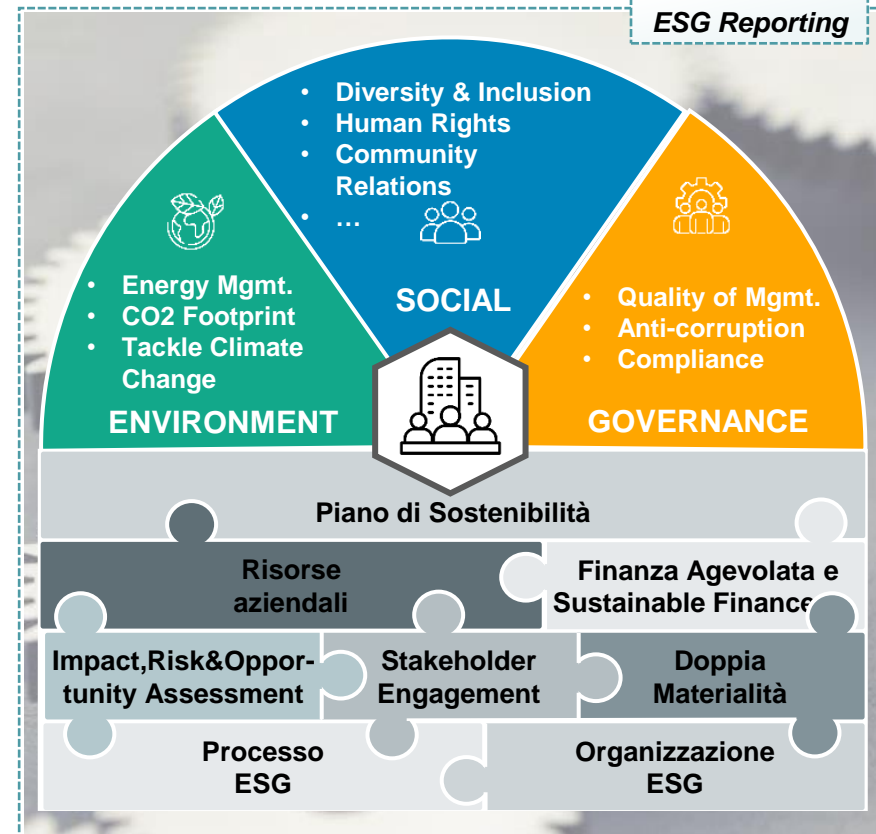 ESG Reporting
• Diversity & Inclusion
• Human Rights
• Community
Relations
• …
SOCIAL
• Energy Mgmt.
• CO2 Footprint
• Tackle Climate
Change
ENVIRONMENT
• Quality of Mgmt.
• Anti-corruption
• Compliance
GOVERNANCE
Piano di Sostenibilità
Risorse
aziendali
Finanza Agevolata e
Sustainable Finance
Impact,Risk&Oppor-
tunity Assessment
Stakeholder
Engagement
Doppia
Materialità
Processo
ESG
Organizzazione
ESG